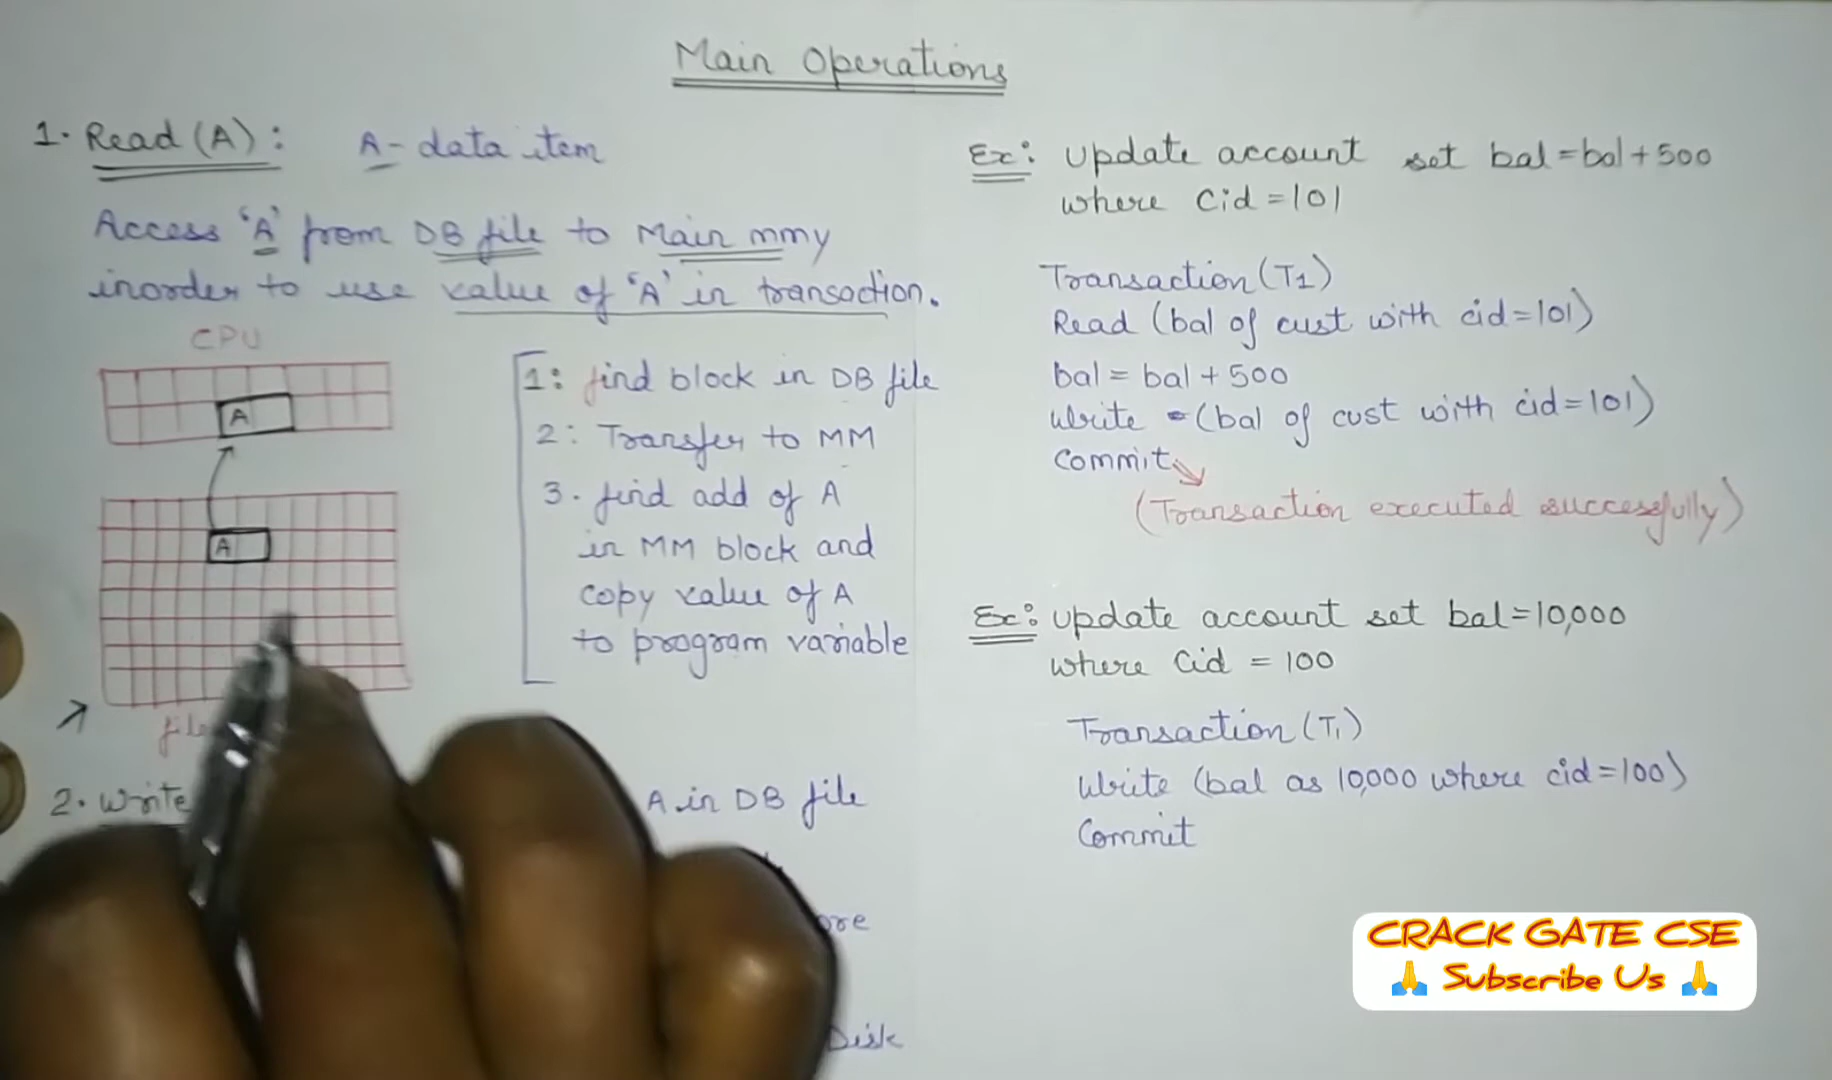 Main Operations
1. Read (A): A - data item
Access 'A' from DB file to Main mmy
inorder to use value of 'A' in transaction.
CPU
A
A
1: find block in DB file
2: Transfer to MM
3. find add of A
in MM block and
copy value of A
to program variable
2. Write
A in DB file
Disk
Ex: update account set bal=bal+500
where cid=101
Transaction (T1)
Read (bal of cust with cid=101)
bal = bal + 500
Write (bal of cust with cid=101)
Commit
(Transaction executed successfully)
Ex: update account set bal=10,000
where cid = 100
Transaction (T1)
Write (bal as 10,000 where cid=100)
Commit
CRACK GATE CSE
🙏 Subscribe Us 🙏